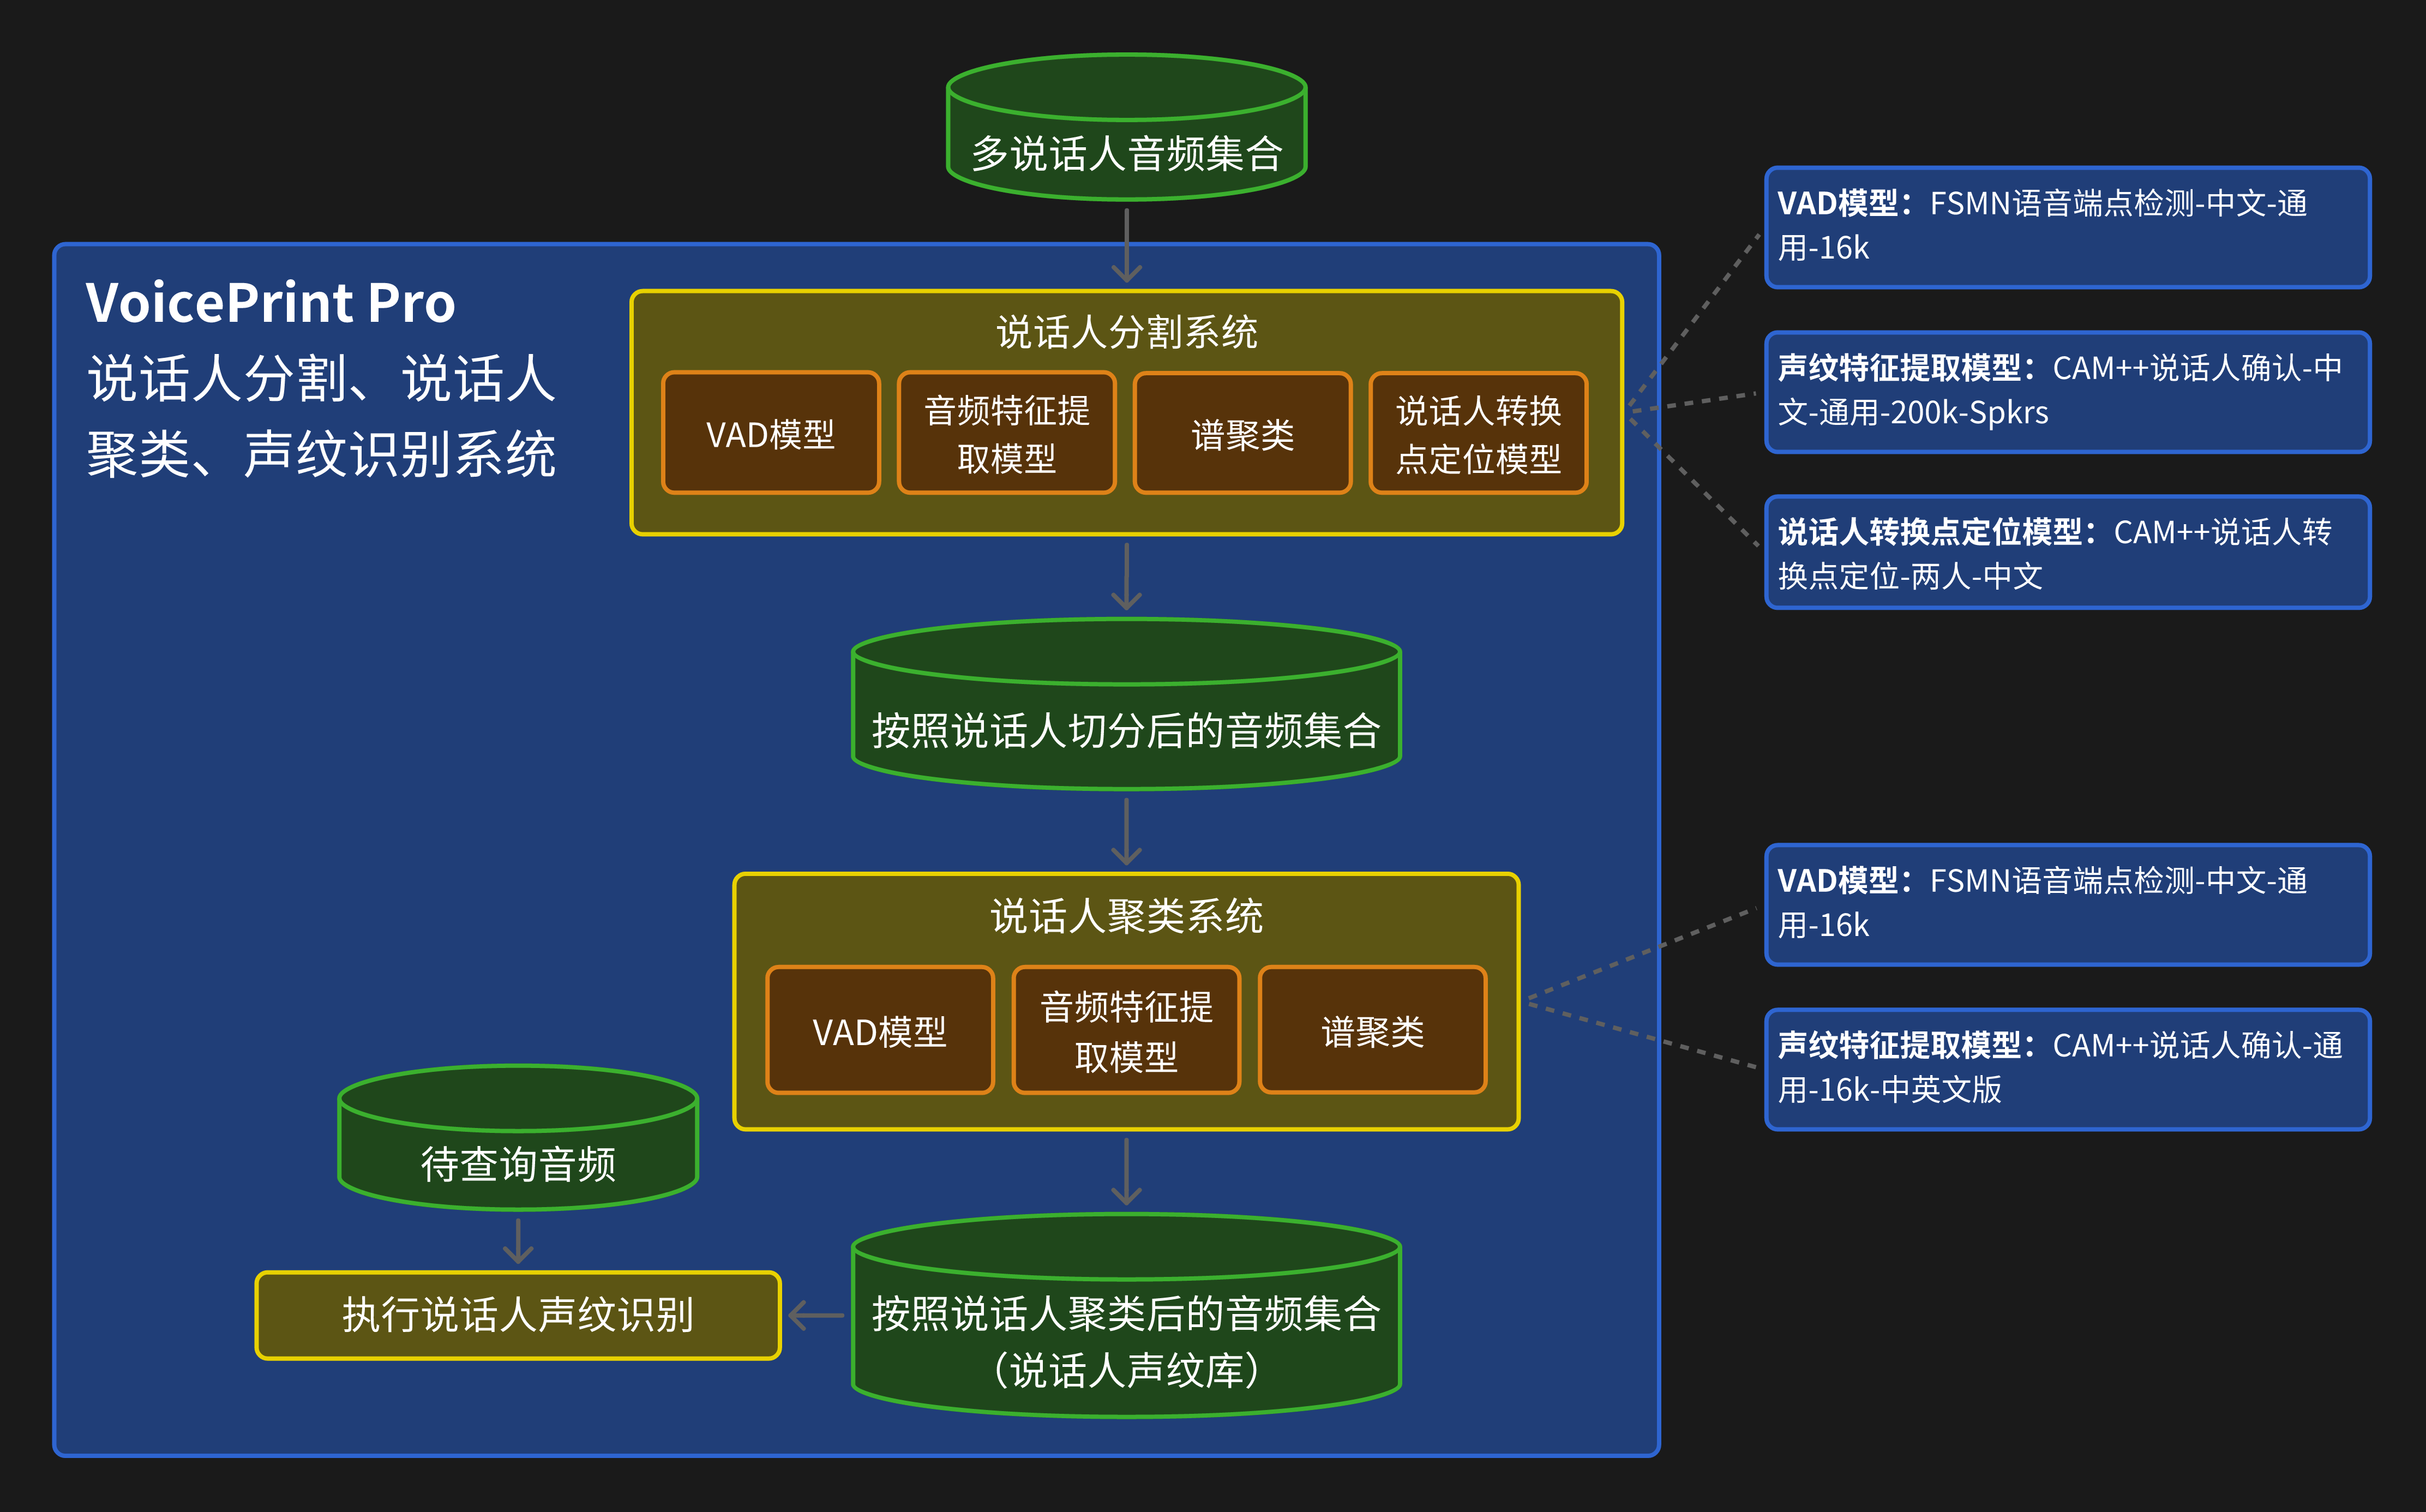 多说话人音频集合
VoicePrint Pro
说话人分割、说话人
聚类、声纹识别系统
说话人分割系统
VAD模型
音频特征提
取模型
谱聚类
说话人转换
点定位模型
VAD模型：FSMN语音端点检测-中文-通
用-16k
声纹特征提取模型：CAM++说话人确认-中
文-通用-200k-Spkrs
说话人转换点定位模型：CAM++说话人转
换点定位-两人-中文
按照说话人切分后的音频集合
说话人聚类系统
VAD模型
音频特征提
取模型
谱聚类
VAD模型：FSMN语音端点检测-中文-通
用-16k
声纹特征提取模型：CAM++说话人确认-通
用-16k-中英文版
待查询音频
执行说话人声纹识别
按照说话人聚类后的音频集合
（说话人声纹库）